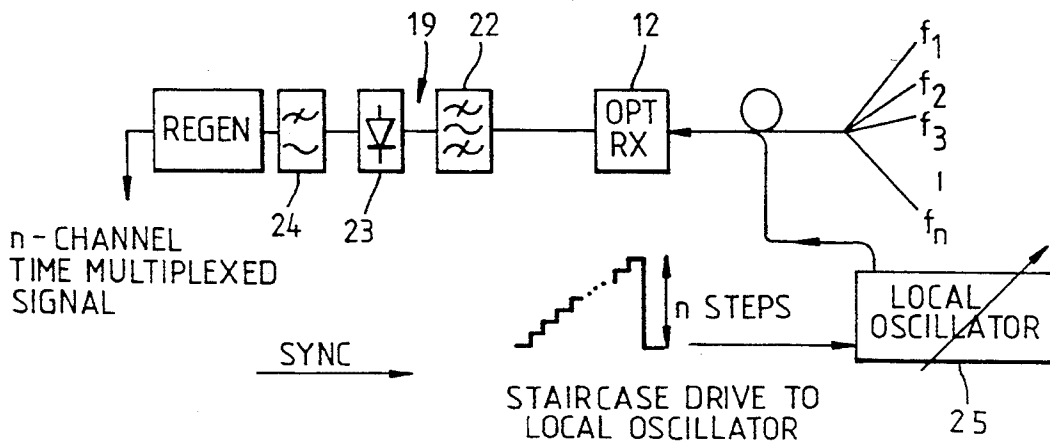 19
22
12
REGEN
OPT
RX
f1
f2
f3
fn
24
23
n-CHANNEL
TIME MULTIPLEXED
SIGNAL
n STEPS
LOCAL
OSCILLATOR
SYNC
STAIRCASE DRIVE TO
LOCAL OSCILLATOR
25